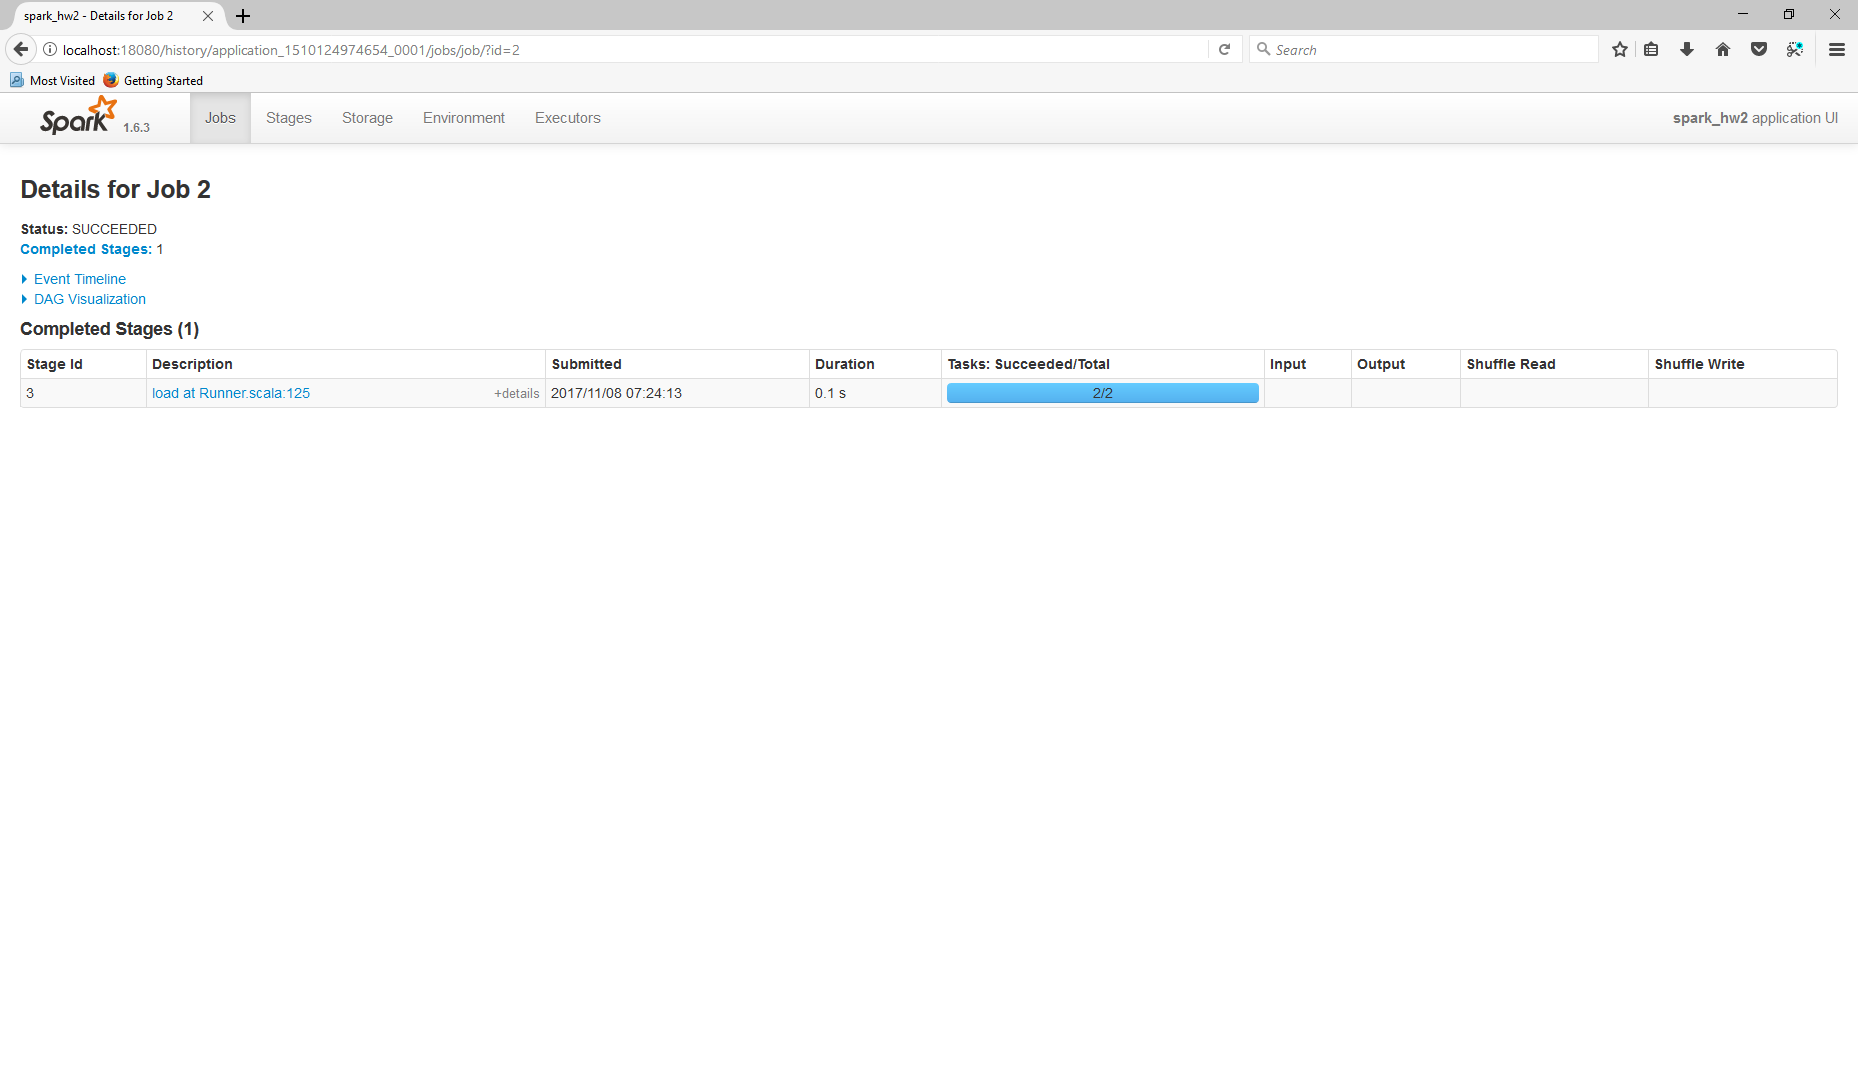 spark_hw2 - Details for Job 2
localhost:18080/history/application_1510124974654_0001/jobs/job/?id=2
Search
Most Visited Getting Started
Spark 1.6.3 Jobs Stages Storage Environment Executors spark_hw2 application UI
Details for Job 2
Status: SUCCEEDED
Completed Stages: 1
Event Timeline
DAG Visualization
Completed Stages (1)
Stage Id Description Submitted Duration Tasks: Succeeded/Total Input Output Shuffle Read Shuffle Write
3 load at Runner.scala:125 +details 2017/11/08 07:24:13 0.1 s 2/2